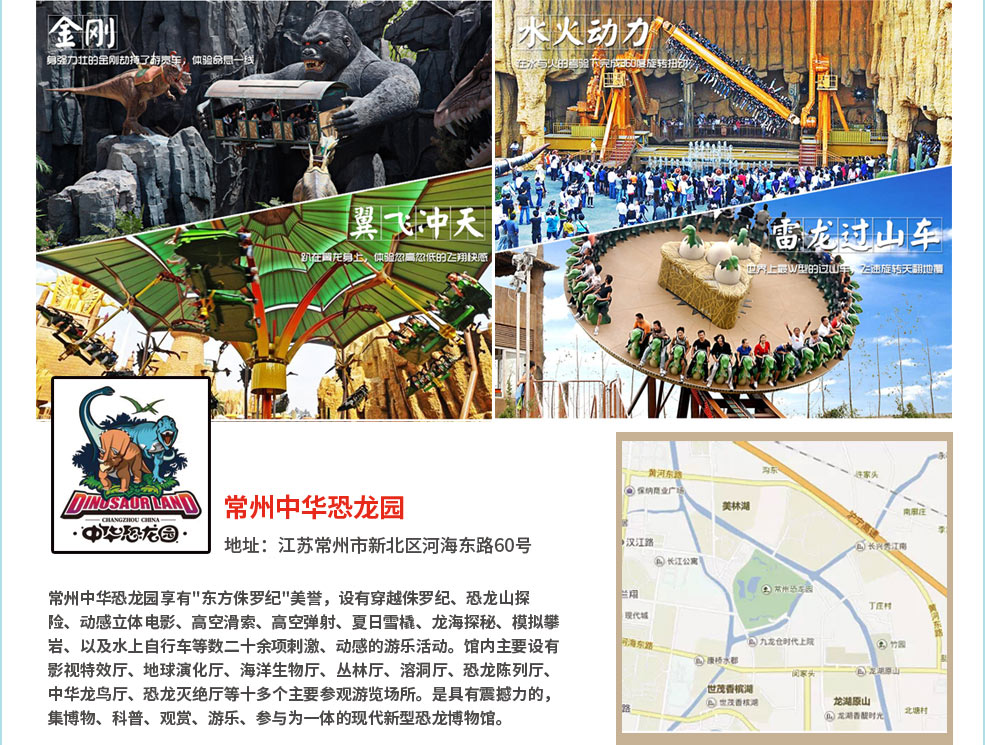 金刚
身强力壮的金刚劫持了游览车，体验命悬一线
水火动力
在水与火的考验下完成360度旋转扭动
翼飞冲天
趴在翼龙身上，体验忽高忽低的飞翔快感
雷龙过山车
世界上最W型的过山车，飞速旋转天翻地覆
DINOSAUR LAND
CHANGZHOU CHINA
·中华恐龙园·
常州中华恐龙园
地址：江苏常州市新北区河海东路60号
常州中华恐龙园享有"东方侏罗纪"美誉，设有穿越侏罗纪、恐龙山探
险、动感立体电影、高空滑索、高空弹射、夏日雪橇、龙海探秘、模拟攀
岩、以及水上自行车等数二十余项刺激、动感的游乐活动。馆内主要设有
影视特效厅、地球演化厅、海洋生物厅、丛林厅、溶洞厅、恐龙陈列厅、
中华龙鸟厅、恐龙灭绝厅等十多个主要参观游览场所。是具有震撼力的，
集博物、科普、观赏、游乐、参与为一体的现代新型恐龙博物馆。
黄河东路
沟东
许家头
保纳商业广场
美林湖
南鄘庄
沪宁高速
汉江路
长兴秀江南
长江公寓
常州恐龙园
兰翔
现代城
丁庄村
黄河东路
河海东路
九龙仓时代上院
竹园
康桥水郡
闵家头
龙湖原山
世茂香槟湖
世茂香槟湖
龙湖原山
龙湖香醍时光
北塘村